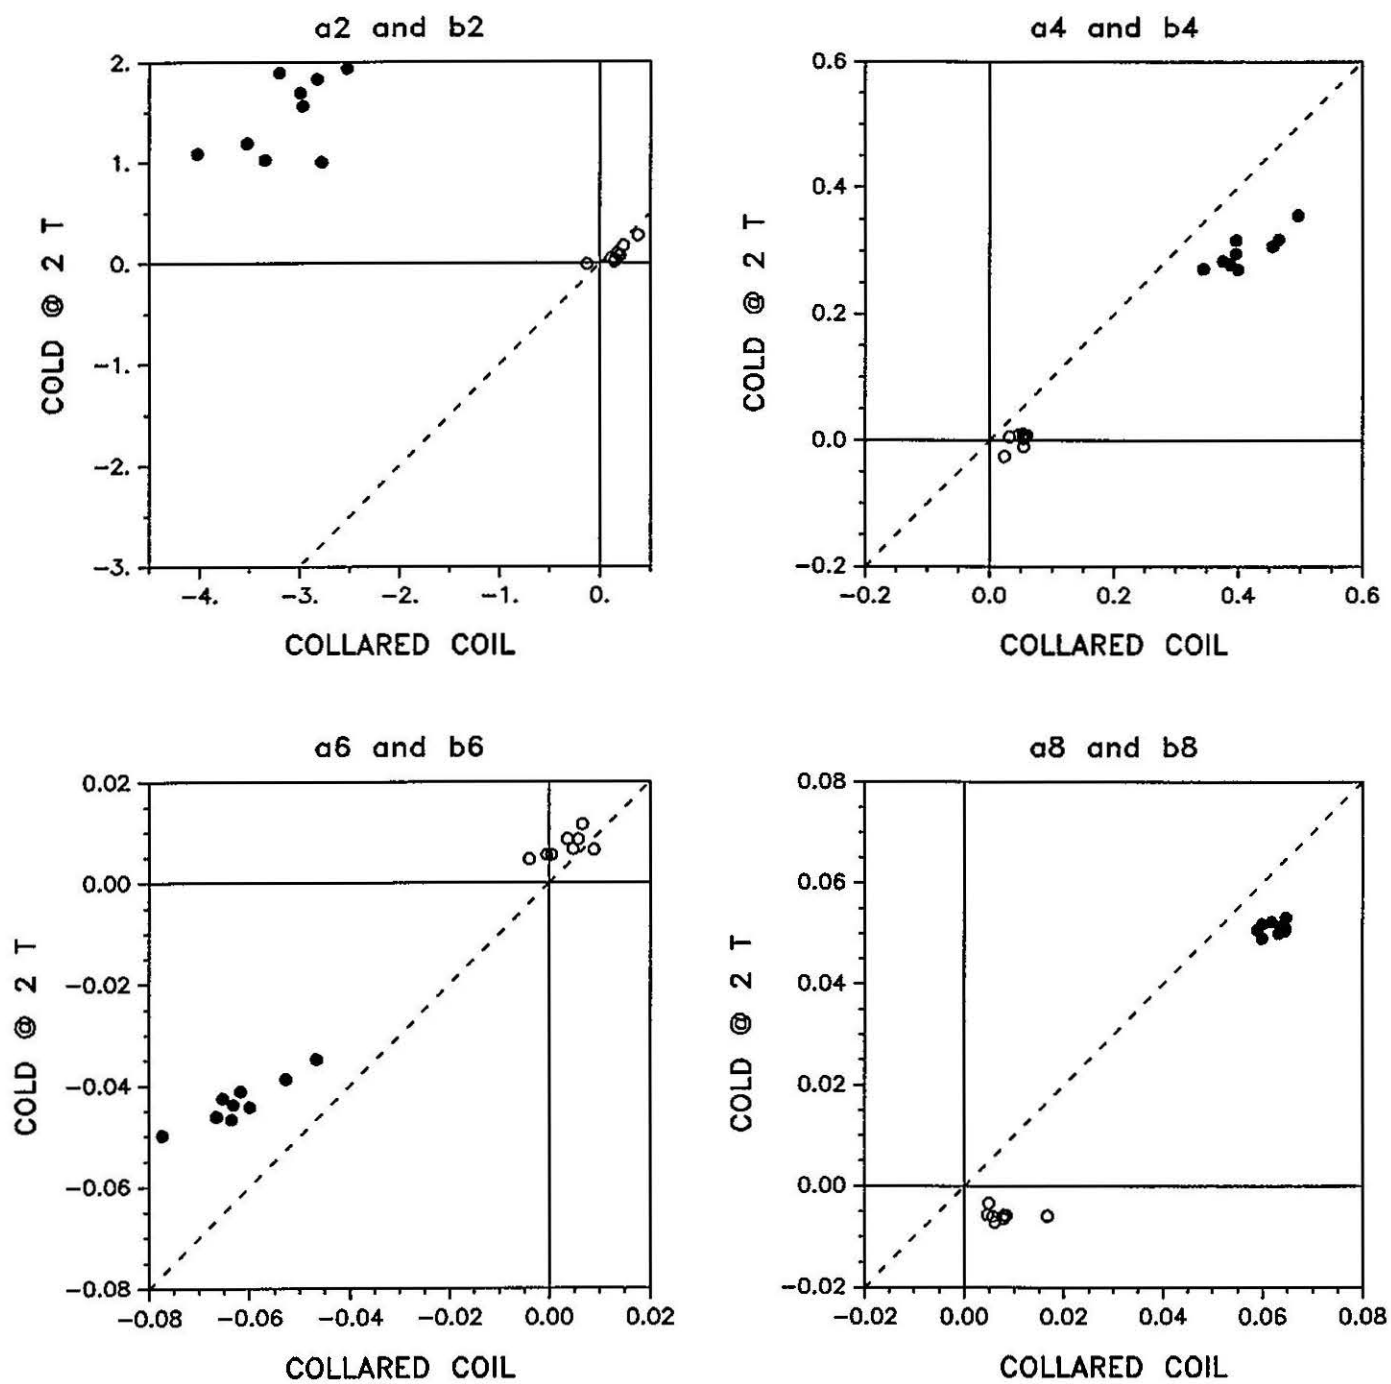 a2 and b2
2.
1.
0.
−1.
−2.
−3.
−4. −3. −2. −1. 0.
COLD @ 2 T
COLLARED COIL
a4 and b4
0.6
0.4
0.2
0.0
−0.2
−0.2 0.0 0.2 0.4 0.6
COLD @ 2 T
COLLARED COIL
a6 and b6
0.02
0.00
−0.02
−0.04
−0.06
−0.08
−0.08 −0.06 −0.04 −0.02 0.00 0.02
COLD @ 2 T
COLLARED COIL
a8 and b8
0.08
0.06
0.04
0.02
0.00
−0.02
−0.02 0.00 0.02 0.04 0.06 0.08
COLD @ 2 T
COLLARED COIL